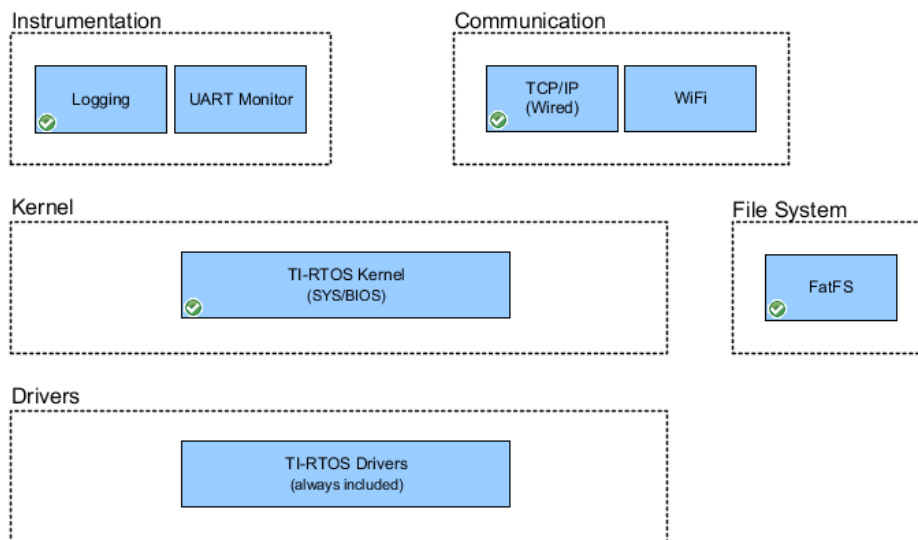 Instrumentation
Communication
Logging
UART Monitor
TCP/IP
(Wired)
WiFi
Kernel
File System
TI-RTOS Kernel
(SYS/BIOS)
FatFS
Drivers
TI-RTOS Drivers
(always included)